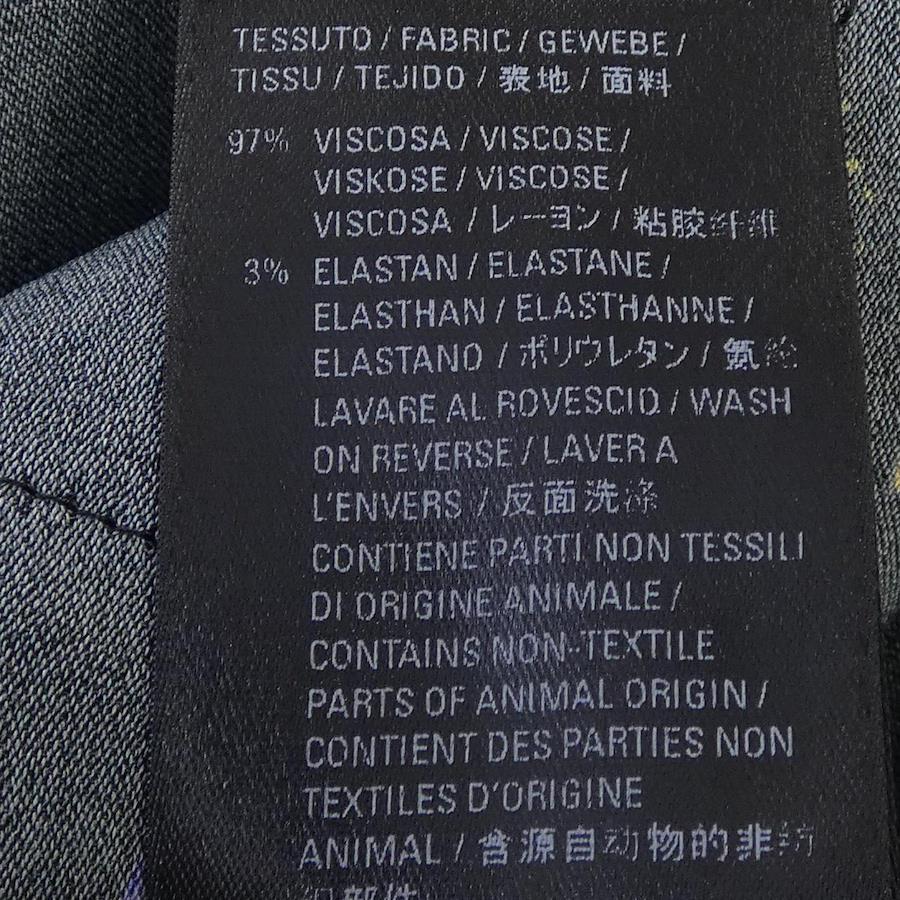 TESSUTO / FABRIC / GEWEBE /
TISSU / TEJIDO / 表地 / 面料
97% VISCOSA / VISCOSE /
VISKOSE / VISCOSE /
VISCOSA / レーヨン / 粘胶纤维
3% ELASTAN / ELASTANE /
ELASTHAN / ELASTHANNE /
ELASTANO / ポリウレタン / 氨纶
LAVARE AL ROVESCIO / WASH
ON REVERSE / LAVER A
L'ENVERS / 反面洗涤
CONTIENE PARTI NON TESSILI
DI ORIGINE ANIMALE /
CONTAINS NON-TEXTILE
PARTS OF ANIMAL ORIGIN /
CONTIENT DES PARTIES NON
TEXTILES D'ORIGINE
ANIMAL / 含源自动物的非纺